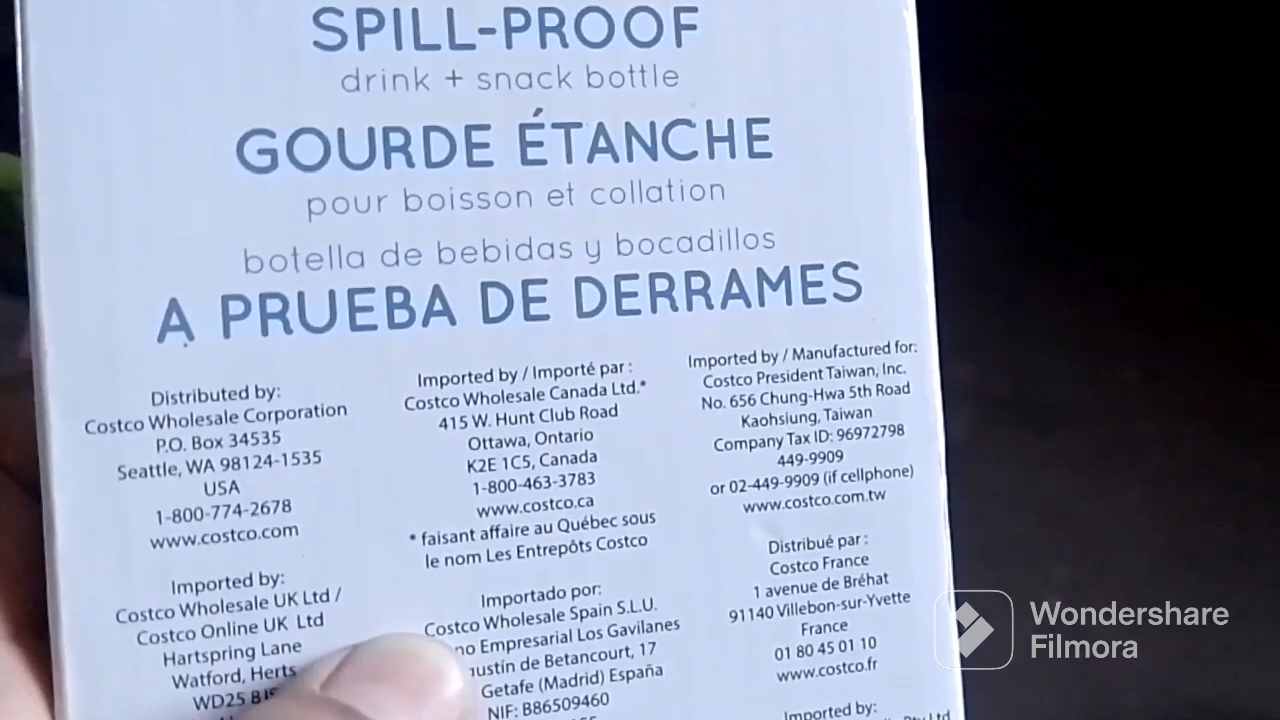 SPILL-PROOF
drink + snack bottle
GOURDE ÉTANCHE
pour boisson et collation
botella de bebidas y bocadillos
A PRUEBA DE DERRAMES
Distributed by:
Costco Wholesale Corporation
P.O. Box 34535
Seattle, WA 98124-1535
USA
1-800-774-2678
www.costco.com
Imported by:
Costco Wholesale UK Ltd /
Costco Online UK Ltd
Hartspring Lane
Watford, Herts
WD25
Imported by / Importé par :
Costco Wholesale Canada Ltd.*
415 W. Hunt Club Road
Ottawa, Ontario
K2E 1C5, Canada
1-800-463-3783
www.costco.ca
* faisant affaire au Québec sous
le nom Les Entrepôts Costco
Importado por:
Costco Wholesale Spain S.L.U.
Empresarial Los Gavilanes
de Betancourt, 17
Getafe (Madrid) España
NIF: B86509460
Imported by / Manufactured for:
Costco President Taiwan, Inc.
No. 656 Chung-Hwa 5th Road
Kaohsiung, Taiwan
Company Tax ID: 96972798
449-9909
or 02-449-9909 (if cellphone)
www.costco.com.tw
Distribué par :
Costco France
1 avenue de Bréhat
91140 Villebon-sur-Yvette
France
01 80 45 01 10
www.costco.fr
Imported by:
Wondershare
Filmora